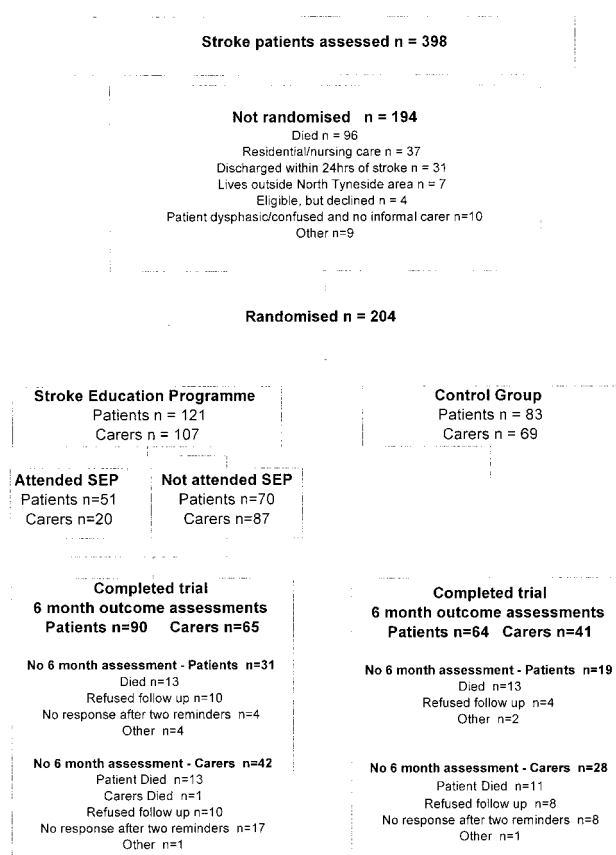 Stroke patients assessed n = 398
Not randomised n = 194
Died n = 96
Residential/nursing care n = 37
Discharged within 24hrs of stroke n = 31
Lives outside North Tyneside area n = 7
Eligible, but declined n = 4
Patient dysphasic/confused and no informal carer n=10
Other n=9
Randomised n = 204
Stroke Education Programme
Patients n = 121
Carers n = 107
Control Group
Patients n = 83
Carers n = 69
Attended SEP
Patients n=51
Carers n=20
Not attended SEP
Patients n=70
Carers n=87
Completed trial
6 month outcome assessments
Patients n=90 Carers n=65
No 6 month assessment - Patients n=31
Died n=13
Refused follow up n=10
No response after two reminders n=4
Other n=4
No 6 month assessment - Carers n=42
Patient Died n=13
Carers Died n=1
Refused follow up n=10
No response after two reminders n=17
Other n=1
Completed trial
6 month outcome assessments
Patients n=64 Carers n=41
No 6 month assessment - Patients n=19
Died n=13
Refused follow up n=4
Other n=2
No 6 month assessment - Carers n=28
Patient Died n=11
Refused follow up n=8
No response after two reminders n=8
Other n=1